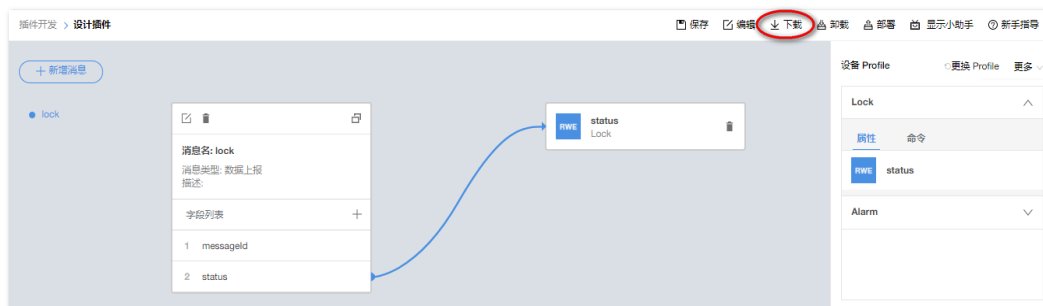 插件开发 > 设计插件
保存 编辑 下载 卸载 部署 显示小助手 新手指导
+ 新增消息
lock
消息名: lock
消息类型: 数据上报
描述:
字段列表 +
1 messageId
2 status
RWE
status
Lock
设备 Profile 更换 Profile 更多
Lock
属性 命令
RWE status
Alarm